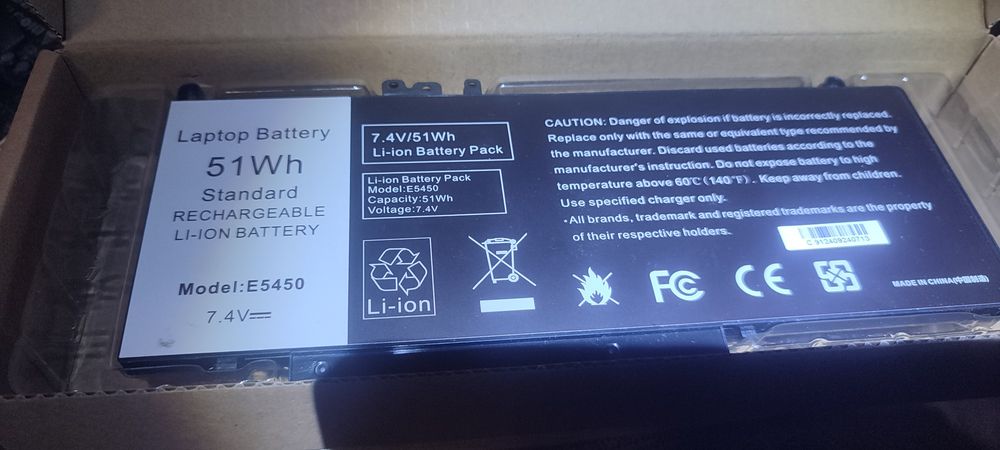 Laptop Battery
51Wh
Standard
RECHARGEABLE
LI-ION BATTERY
Model:E5450
7.4V
7.4V/51Wh
Li-ion Battery Pack
Li-ion Battery Pack
Model:E5450
Capacity:51Wh
Voltage:7.4V
Li-ion
CAUTION: Danger of explosion if battery is incorrectly replaced.
Replace only with the same or equivalent type recommended by
the manufacturer. Discard used batteries according to the
manufacturer's instruction. Do not expose battery to high
temperature above 60℃(140℉). Keep away from children.
Use specified charger only.
·All brands, trademark and registered trademarks are the property
of their respective holders.
C 912409240713
FC
CE
MADE IN CHINA(中国制造)